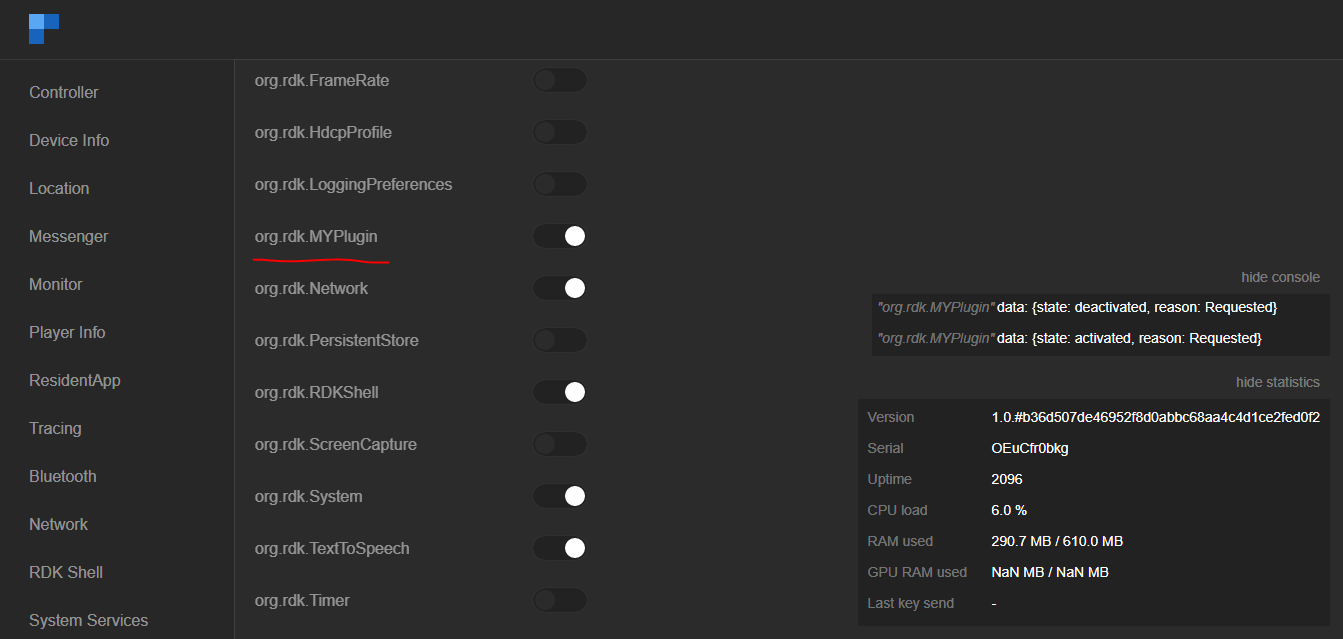 Controller
Device Info
Location
Messenger
Monitor
Player Info
ResidentApp
Tracing
Bluetooth
Network
RDK Shell
System Services
org.rdk.FrameRate
org.rdk.HdcpProfile
org.rdk.LoggingPreferences
org.rdk.MYPlugin
org.rdk.Network
org.rdk.PersistentStore
org.rdk.RDKShell
org.rdk.ScreenCapture
org.rdk.System
org.rdk.TextToSpeech
org.rdk.Timer
hide console
"org.rdk.MYPlugin" data: {state: deactivated, reason: Requested}
"org.rdk.MYPlugin" data: {state: activated, reason: Requested}
hide statistics
Version 1.0.#b36d507de46952f8d0abbc68aa4c4d1ce2fed0f2
Serial OEuCfr0bkg
Uptime 2096
CPU load 6.0 %
RAM used 290.7 MB / 610.0 MB
GPU RAM used NaN MB / NaN MB
Last key send -